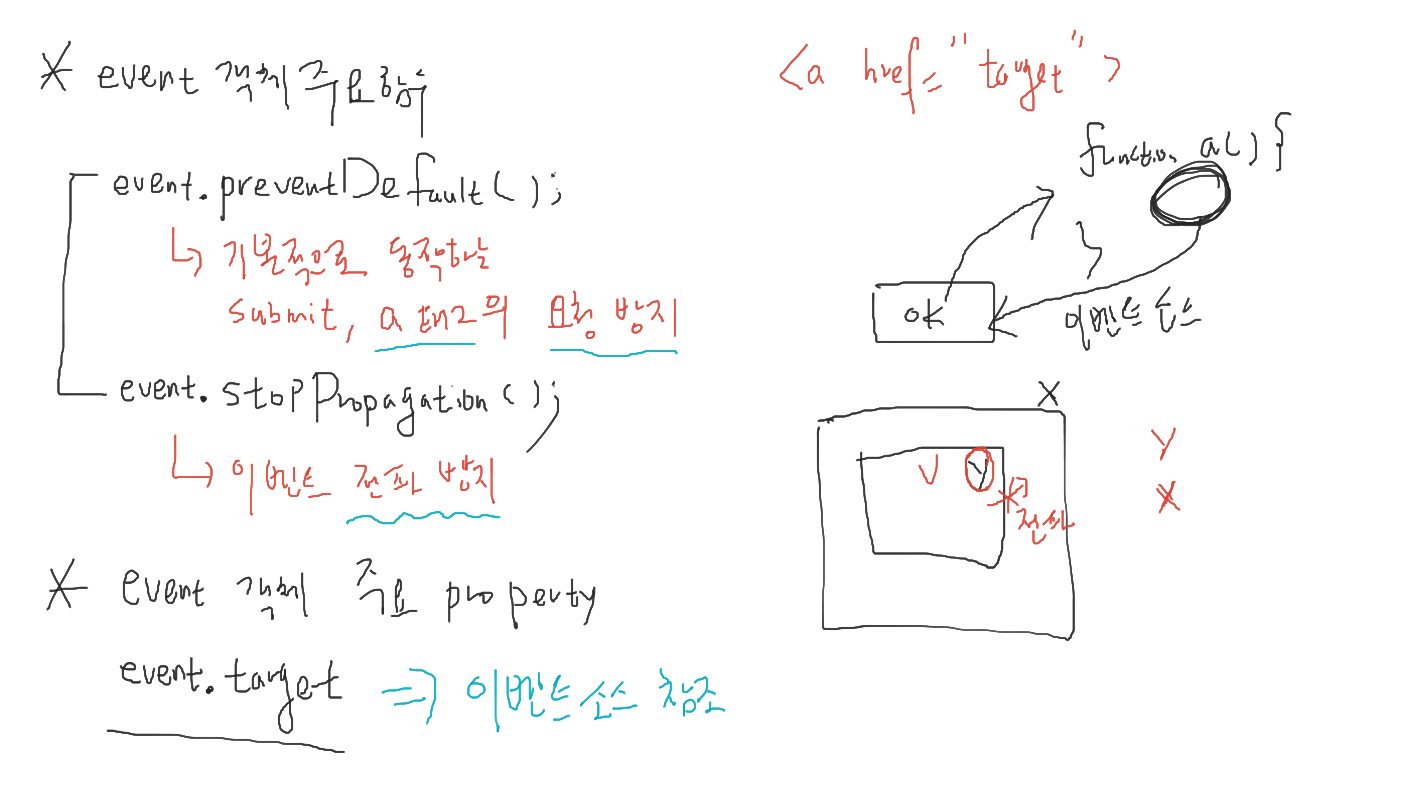 * event 객체 주요 함수
event.preventDefault();
↳ 기본적으로 동작하는
submit, a 태그의 요청 방지
event.stopPropagation();
↳ 이벤트 전파 방지
* event 객체 주요 property
event.target ⇒ 이벤트소스 참조
<a href="target">
function a() {
}
ok
이벤트 소스
X
V Y
전파
Y
X